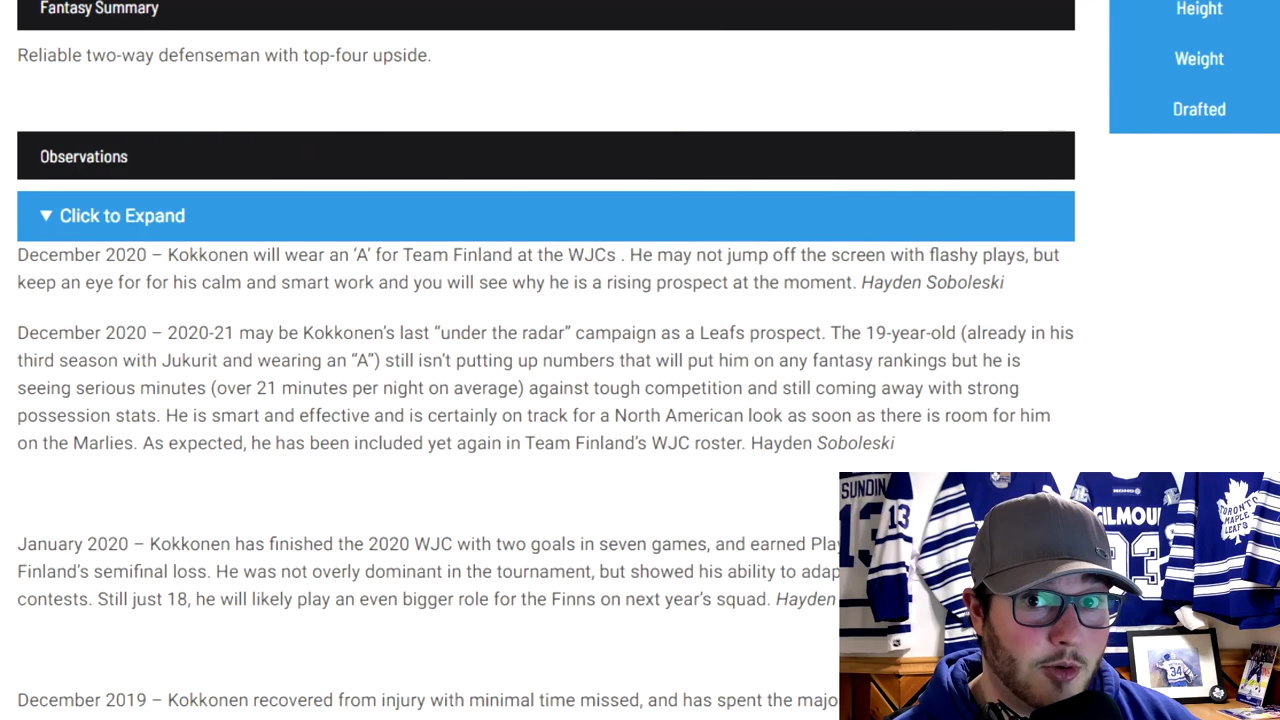 Fantasy Summary
Height
Reliable two-way defenseman with top-four upside.
Weight
Drafted
Observations
▼ Click to Expand
December 2020 – Kokkonen will wear an ‘A’ for Team Finland at the WJCs . He may not jump off the screen with flashy plays, but
keep an eye for for his calm and smart work and you will see why he is a rising prospect at the moment. Hayden Soboleski
December 2020 – 2020-21 may be Kokkonen’s last “under the radar” campaign as a Leafs prospect. The 19-year-old (already in his
third season with Jukurit and wearing an “A”) still isn’t putting up numbers that will put him on any fantasy rankings but he is
seeing serious minutes (over 21 minutes per night on average) against tough competition and still coming away with strong
possession stats. He is smart and effective and is certainly on track for a North American look as soon as there is room for him
on the Marlies. As expected, he has been included yet again in Team Finland’s WJC roster. Hayden Soboleski
January 2020 – Kokkonen has finished the 2020 WJC with two goals in seven games, and earned Play
Finland’s semifinal loss. He was not overly dominant in the tournament, but showed his ability to adap
contests. Still just 18, he will likely play an even bigger role for the Finns on next year’s squad. Hayden
December 2019 – Kokkonen recovered from injury with minimal time missed, and has spent the majo
SUNDIN
13
13
GILMOUR
93
TORONTO
MAPLE
LEAFS
34